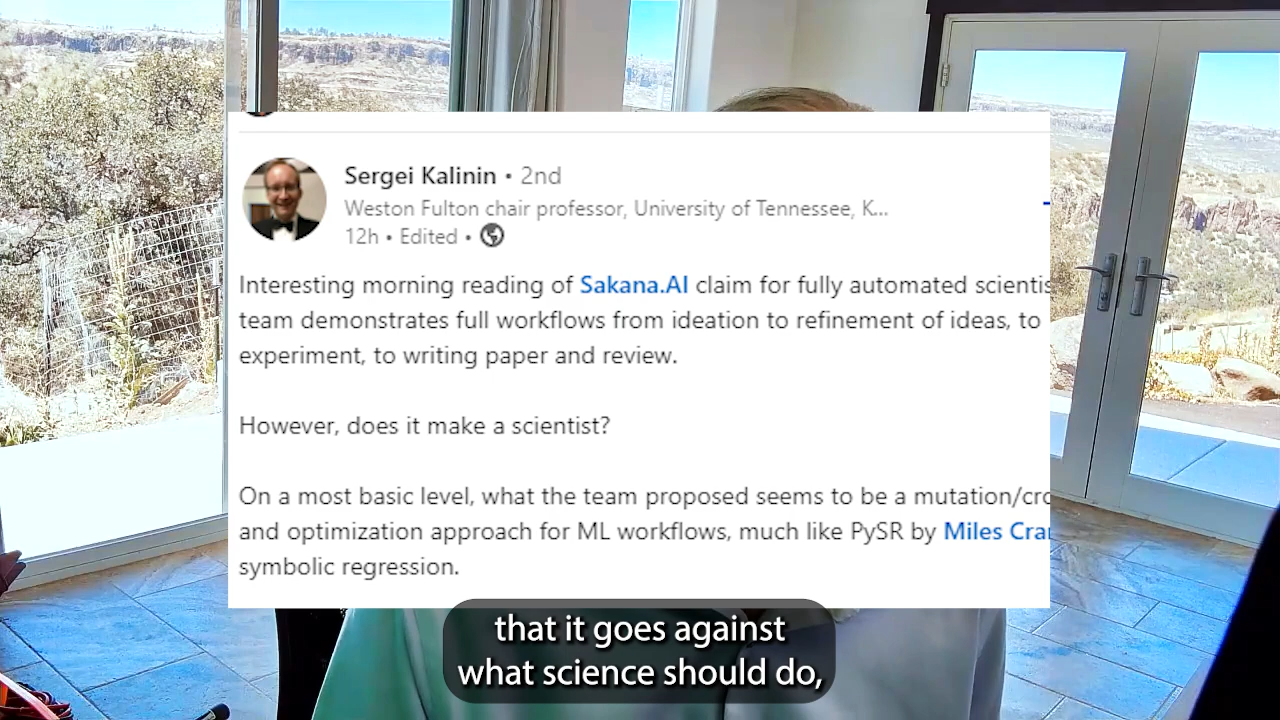 Sergei Kalinin • 2nd
Weston Fulton chair professor, University of Tennessee, K...
12h • Edited •
Interesting morning reading of Sakana.AI claim for fully automated scientis
team demonstrates full workflows from ideation to refinement of ideas, to
experiment, to writing paper and review.
However, does it make a scientist?
On a most basic level, what the team proposed seems to be a mutation/cro
and optimization approach for ML workflows, much like PySR by Miles Cra
symbolic regression.
that it goes against
what science should do,